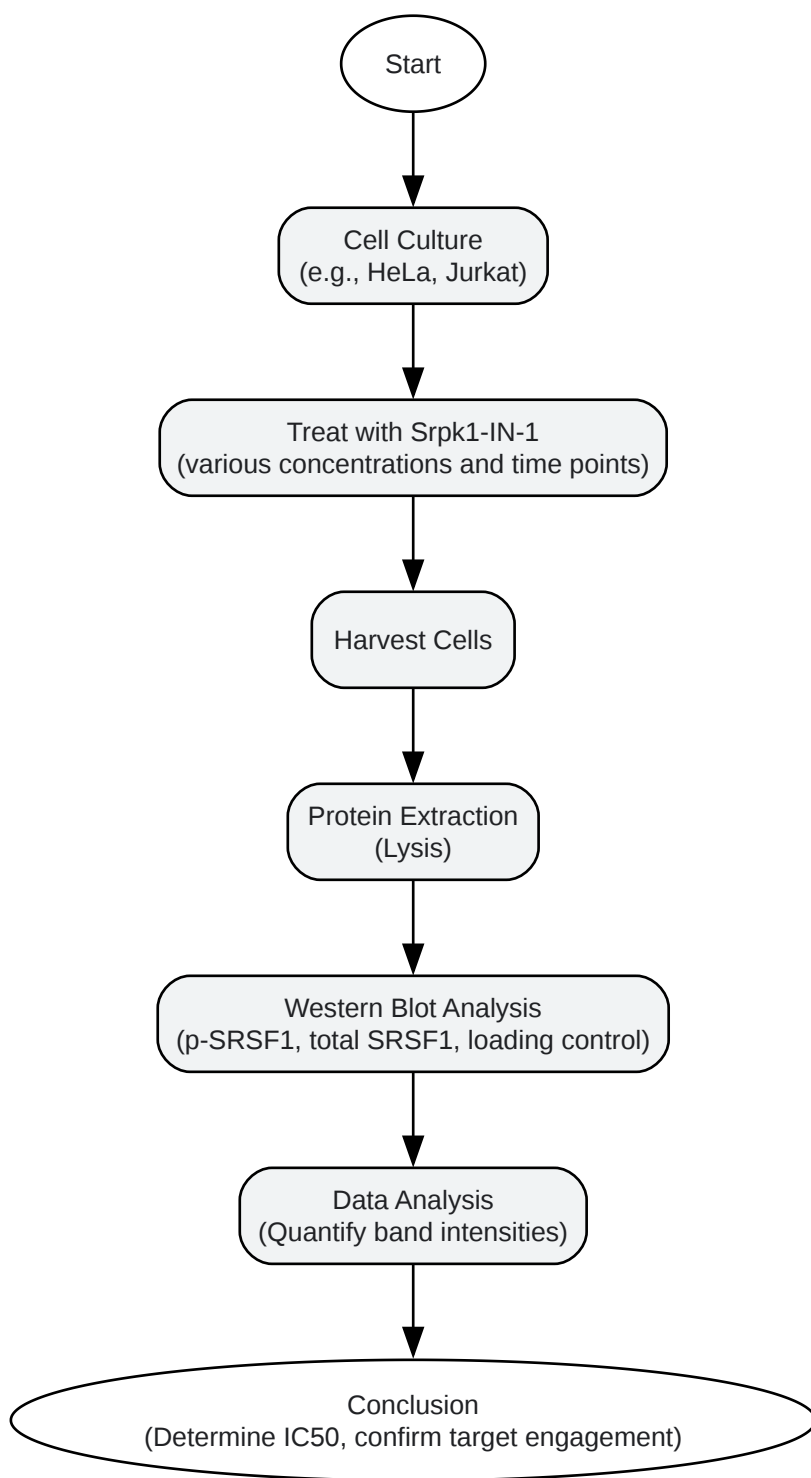 Start
Cell Culture
(e.g., HeLa, Jurkat)
Treat with Srpk1-IN-1
(various concentrations and time points)
Harvest Cells
Protein Extraction
(Lysis)
Western Blot Analysis
(p-SRSF1, total SRSF1, loading control)
Data Analysis
(Quantify band intensities)
Conclusion
(Determine IC50, confirm target engagement)